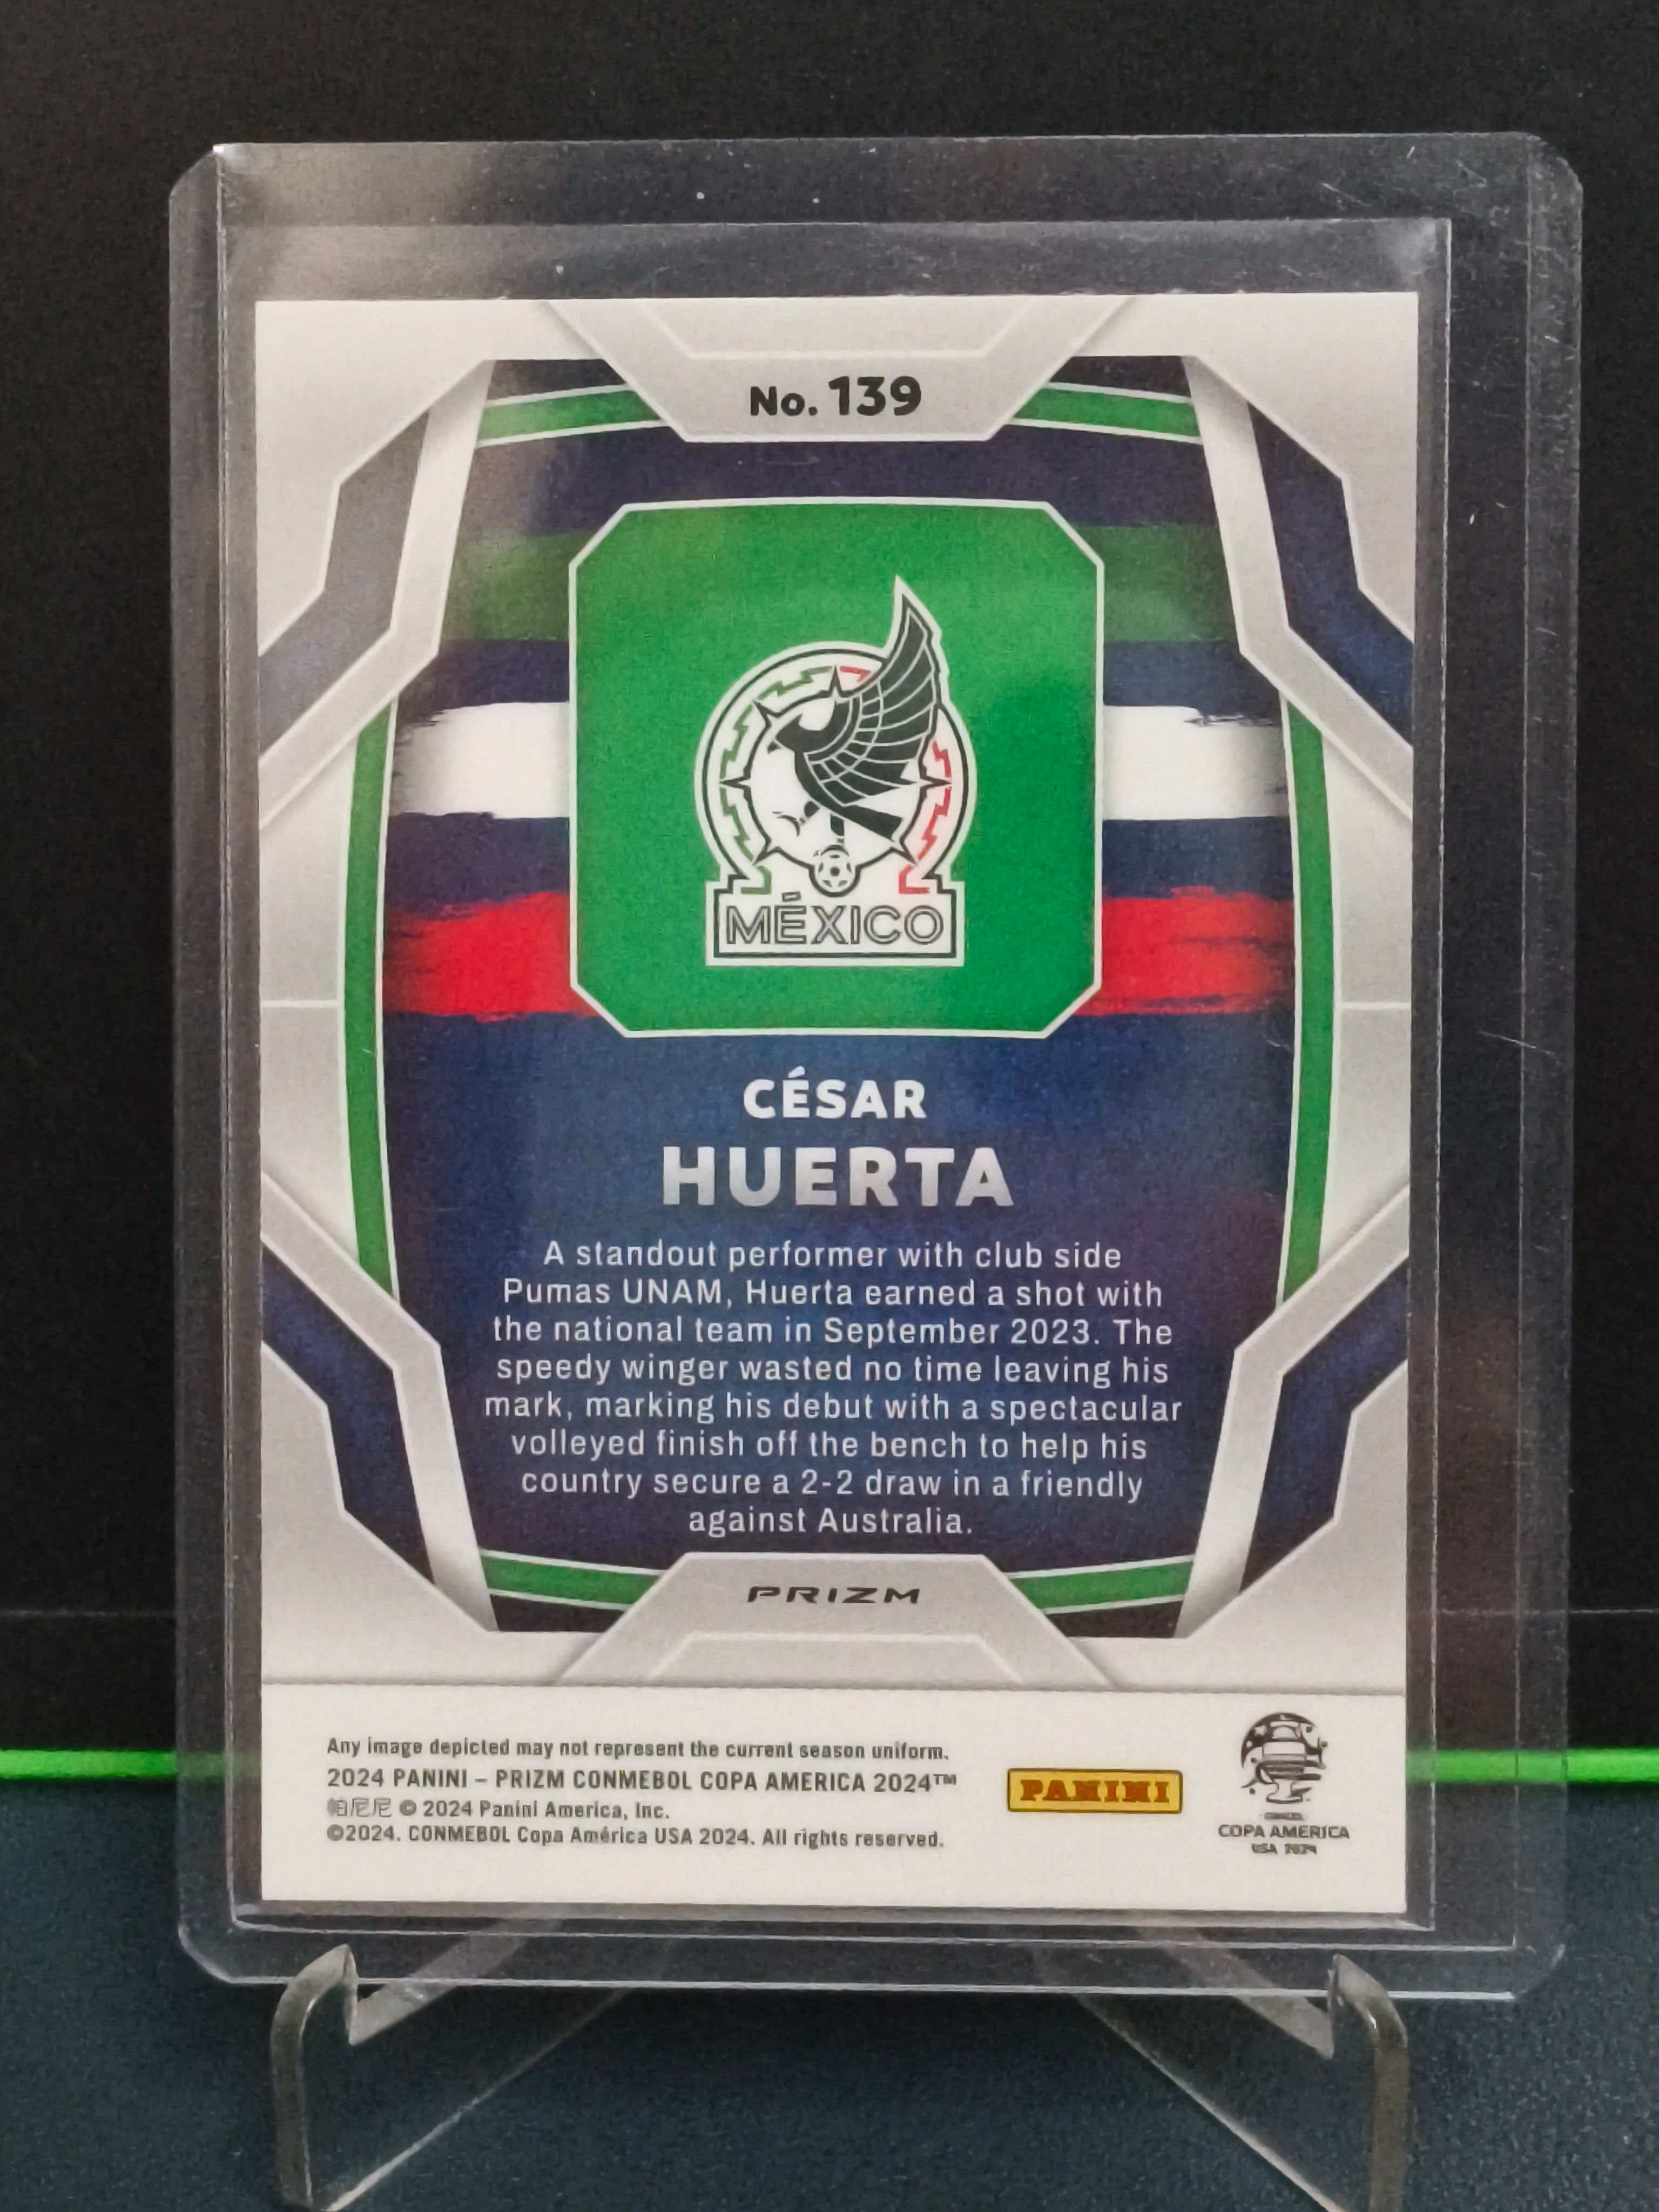 No. 139
MÉXICO
CÉSAR
HUERTA
A standout performer with club side
Pumas UNAM, Huerta earned a shot with
the national team in September 2023. The
speedy winger wasted no time leaving his
mark, marking his debut with a spectacular
volleyed finish off the bench to help his
country secure a 2-2 draw in a friendly
against Australia.
PRIZM
Any image depicted may not represent the current season uniform.
2024 PANINI – PRIZM CONMEBOL COPA AMERICA 2024™
帕尼尼 © 2024 Panini America, Inc.
©2024. CONMEBOL Copa América USA 2024. All rights reserved.
PANINI
CONMEBOL
COPA AMERICA
USA 2024